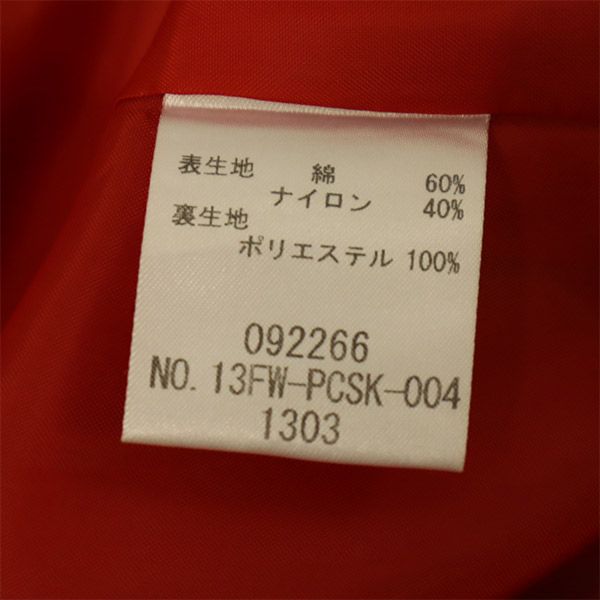 表生地 綿 60%
ナイロン 40%
裏生地
ポリエステル 100%
092266
NO. 13FW-PCSK-004
1303